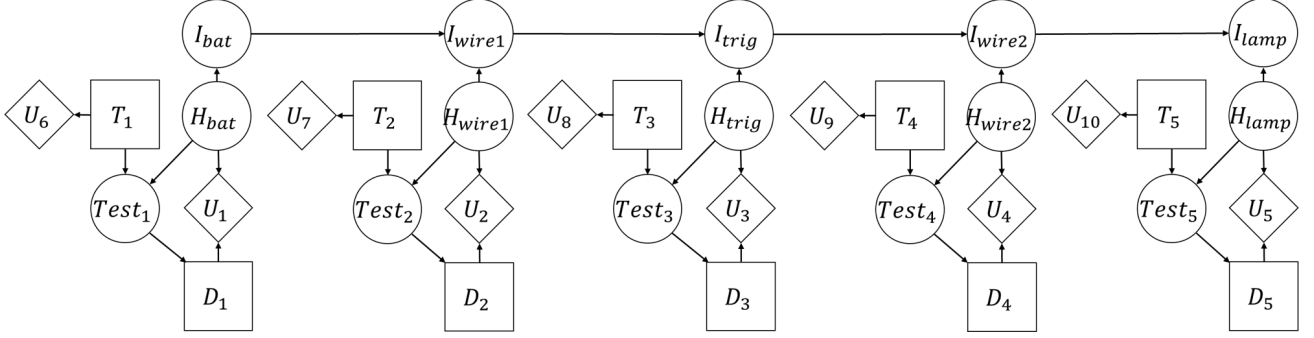 I_bat I_wire1 I_trig I_wire2 I_lamp
U_6 T_1 H_bat U_7 T_2 H_wire1 U_8 T_3 H_trig U_9 T_4 H_wire2 U_10 T_5 H_lamp
Test_1 U_1 Test_2 U_2 Test_3 U_3 Test_4 U_4 Test_5 U_5
D_1 D_2 D_3 D_4 D_5